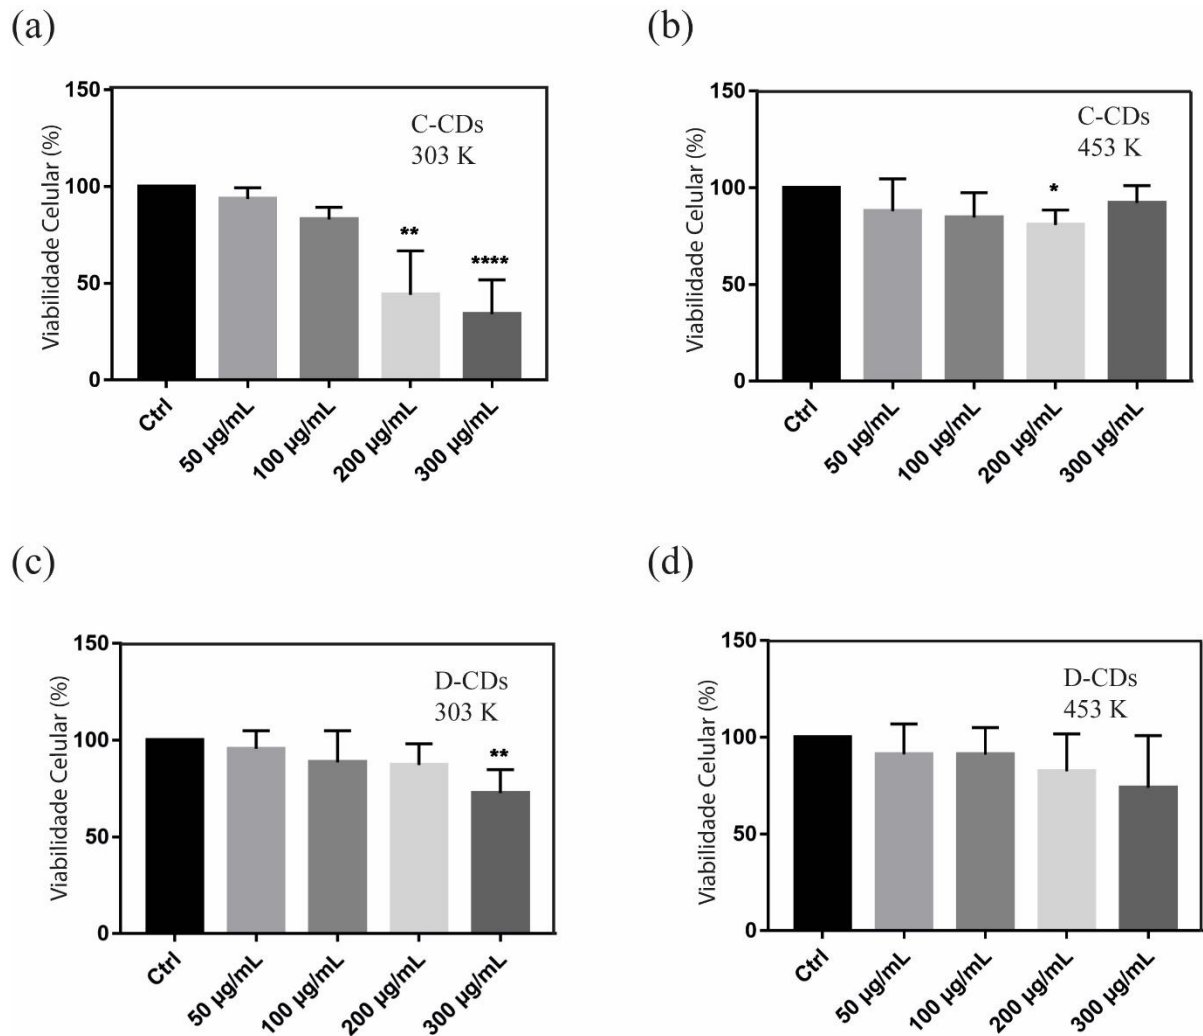 (a)
150
100
50
0
Viabilidade Celular (%)
C-CDs
303 K
**
****
Ctrl
50 µg/mL
100 µg/mL
200 µg/mL
300 µg/mL
(b)
150
100
50
0
Viabilidade Celular (%)
C-CDs
453 K
*
Ctrl
50 µg/mL
100 µg/mL
200 µg/mL
300 µg/mL
(c)
150
100
50
0
Viabilidade Celular (%)
D-CDs
303 K
**
Ctrl
50 µg/mL
100 µg/mL
200 µg/mL
300 µg/mL
(d)
150
100
50
0
Viabilidade Celular (%)
D-CDs
453 K
Ctrl
50 µg/mL
100 µg/mL
200 µg/mL
300 µg/mL